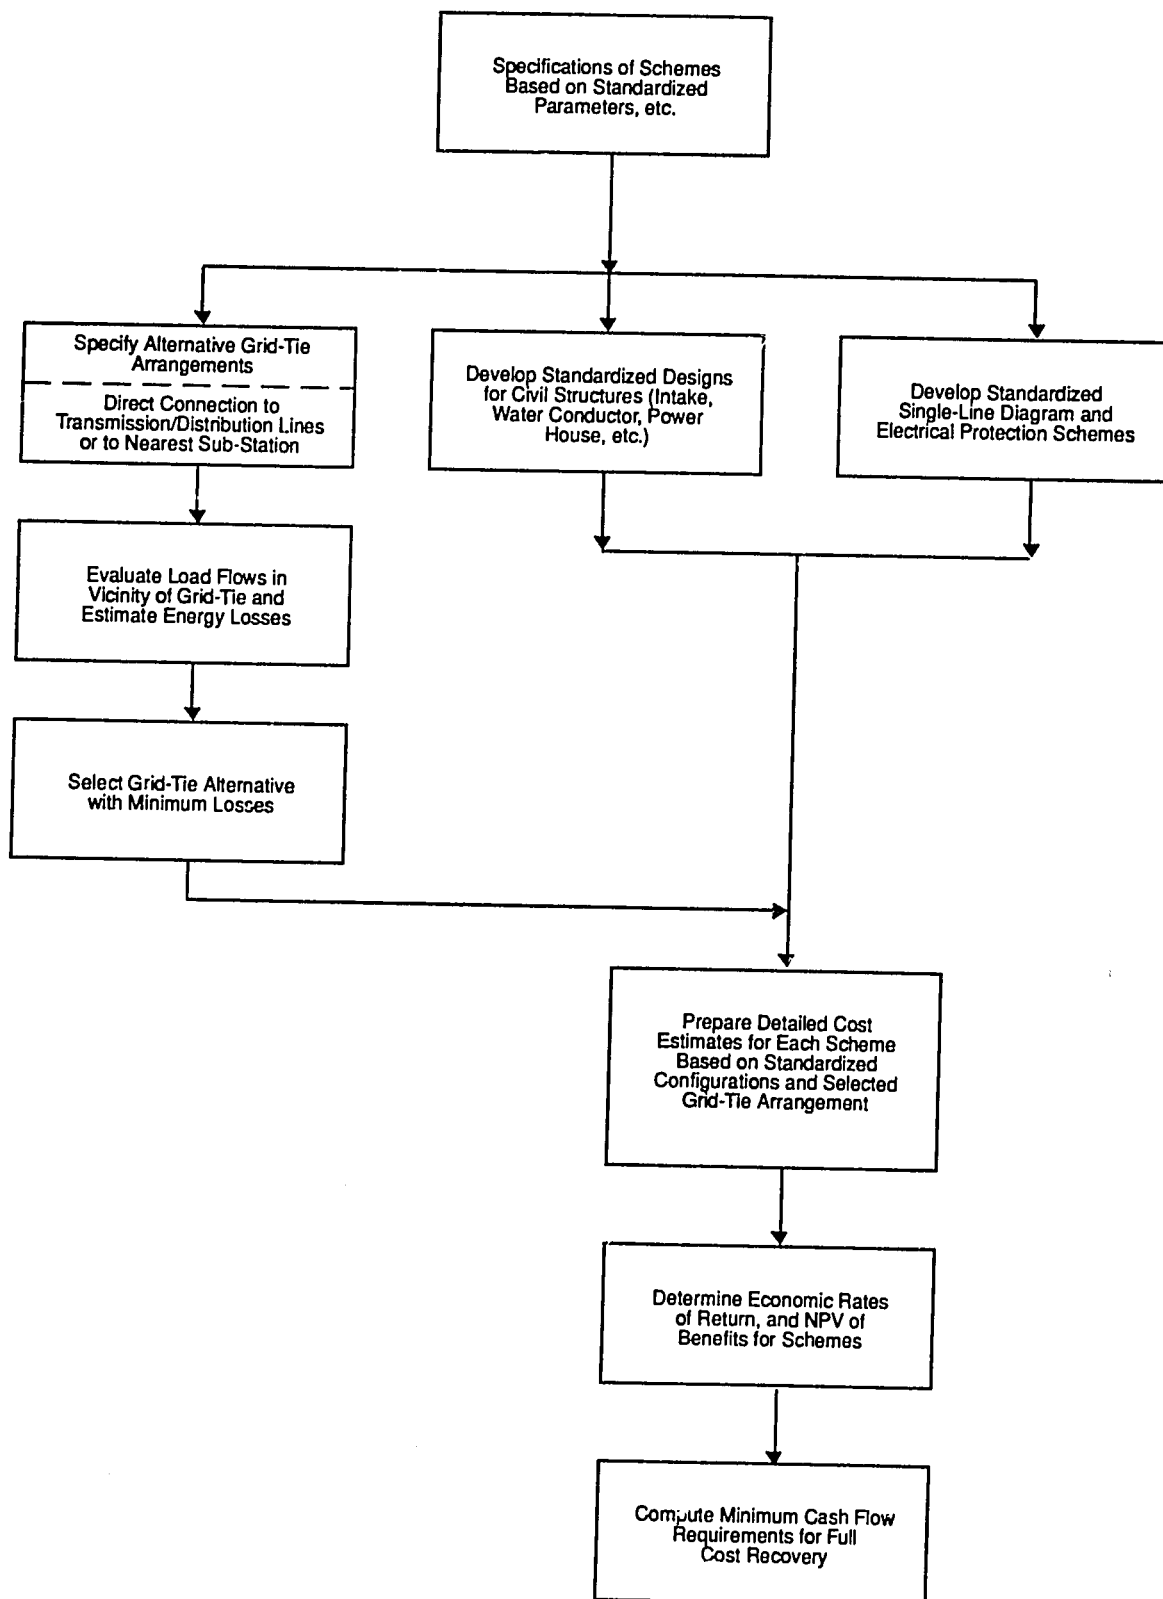 Specifications of Schemes
Based on Standardized
Parameters, etc.
Specify Alternative Grid-Tie
Arrangements
Direct Connection to
Transmission/Distribution Lines
or to Nearest Sub-Station
Develop Standardized Designs
for Civil Structures (Intake,
Water Conductor, Power
House, etc.)
Develop Standardized
Single-Line Diagram and
Electrical Protection Schemes
Evaluate Load Flows in
Vicinity of Grid-Tie and
Estimate Energy Losses
Select Grid-Tie Alternative
with Minimum Losses
Prepare Detailed Cost
Estimates for Each Scheme
Based on Standardized
Configurations and Selected
Grid-Tie Arrangement
Determine Economic Rates
of Return, and NPV of
Benefits for Schemes
Compute Minimum Cash Flow
Requirements for Full
Cost Recovery